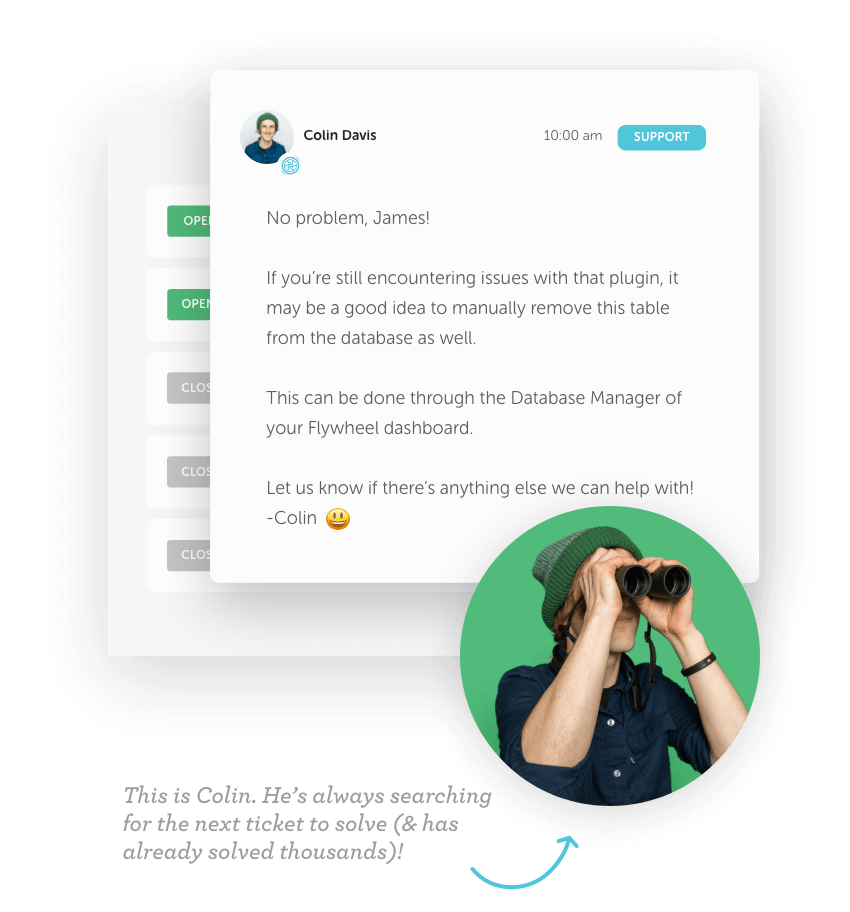 Colin Davis
10:00 am
SUPPORT
No problem, James!
If you’re still encountering issues with that plugin, it
may be a good idea to manually remove this table
from the database as well.
This can be done through the Database Manager of
your Flywheel dashboard.
Let us know if there’s anything else we can help with!
-Colin 😃
OPEN
OPEN
CLOS
CLOS
CLOS
This is Colin. He’s always searching
for the next ticket to solve (& has
already solved thousands)!